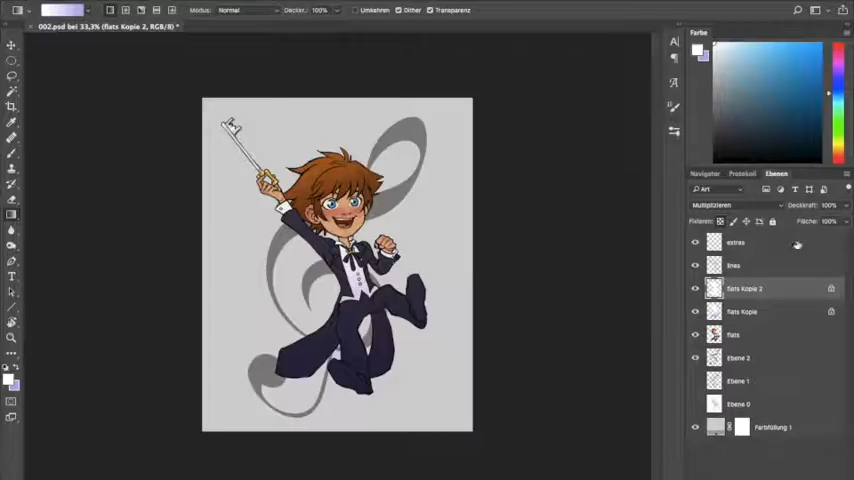 Modus: Normal Deckkr.: 100% Umkehren Dither Transparenz
002.psd bei 33,3% (flats Kopie 2, RGB/8) *
Farbe
Navigator Protokoll Ebenen
Art
Multiplizieren Deckkraft: 100%
Fixieren: Fläche: 100%
extras
lines
flats Kopie 2
flats Kopie
flats
Ebene 2
Ebene 1
Ebene 0
Farbfüllung 1